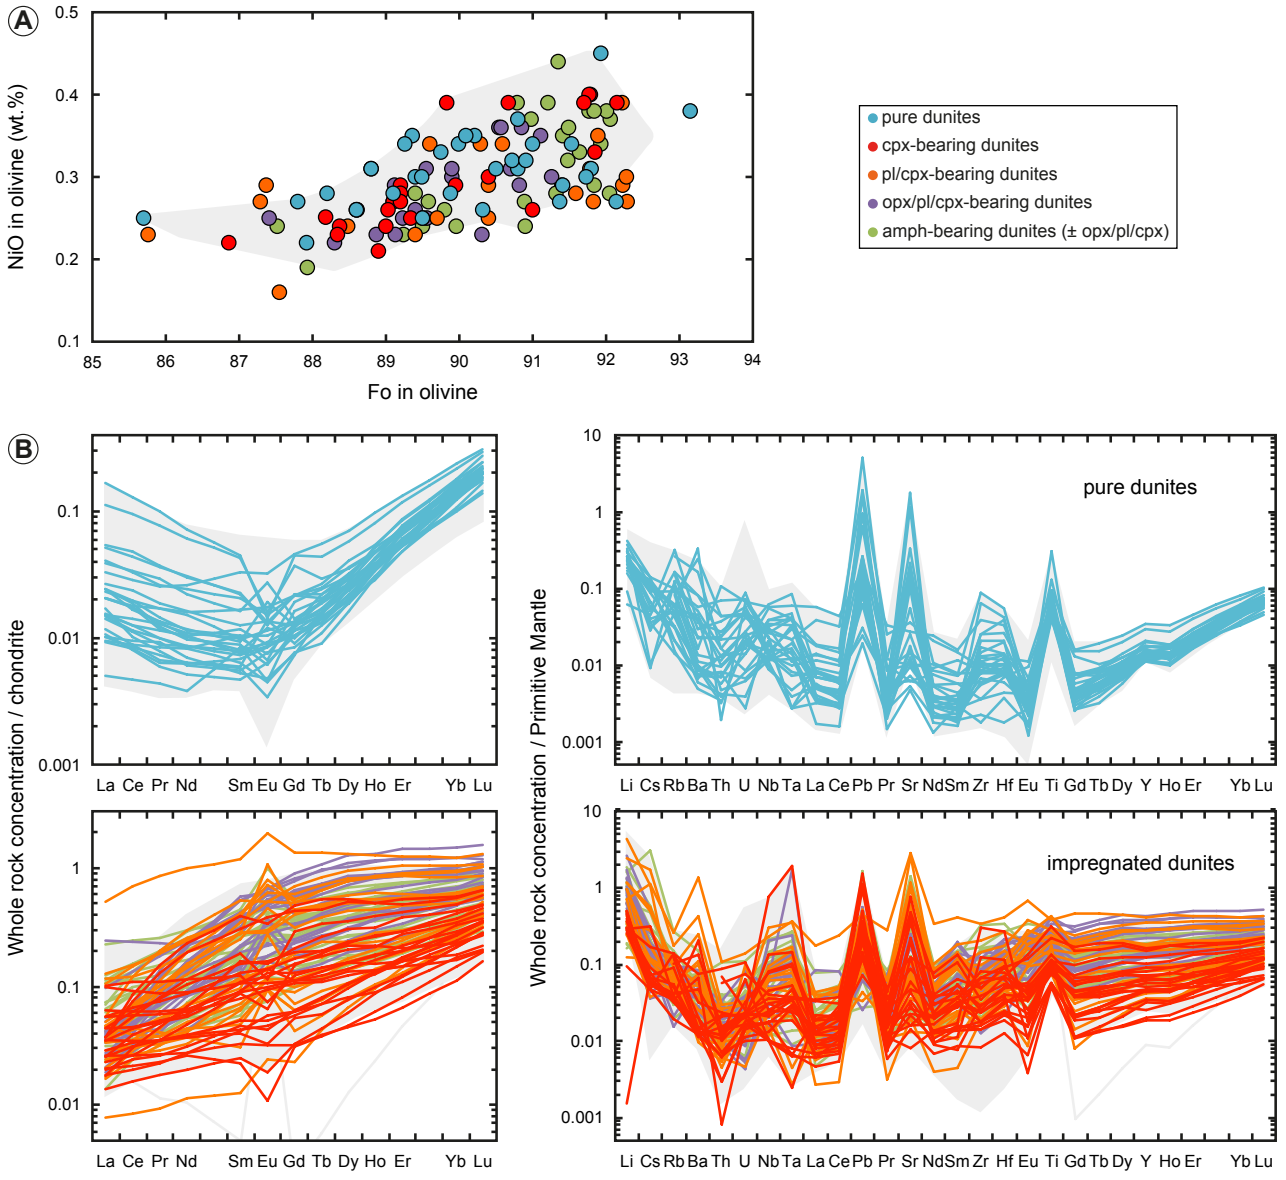 A
0.5
0.4
0.3
0.2
0.1
NiO in olivine (wt.%)
85 86 87 88 89 90 91 92 93 94
Fo in olivine
pure dunites
cpx-bearing dunites
pl/cpx-bearing dunites
opx/pl/cpx-bearing dunites
amph-bearing dunites (± opx/pl/cpx)
B
Whole rock concentration / chondrite
0.1
0.01
0.001
La Ce Pr Nd Sm Eu Gd Tb Dy Ho Er Yb Lu
Whole rock concentration / Primitive Mantle
10
1
0.1
0.01
0.001
pure dunites
Li Cs Rb Ba Th U Nb Ta La Ce Pb Pr Sr Nd Sm Zr Hf Eu Ti Gd Tb Dy Y Ho Er Yb Lu
1
0.1
0.01
La Ce Pr Nd Sm Eu Gd Tb Dy Ho Er Yb Lu
10
1
0.1
0.01
0.001
impregnated dunites
Li Cs Rb Ba Th U Nb Ta La Ce Pb Pr Sr Nd Sm Zr Hf Eu Ti Gd Tb Dy Y Ho Er Yb Lu